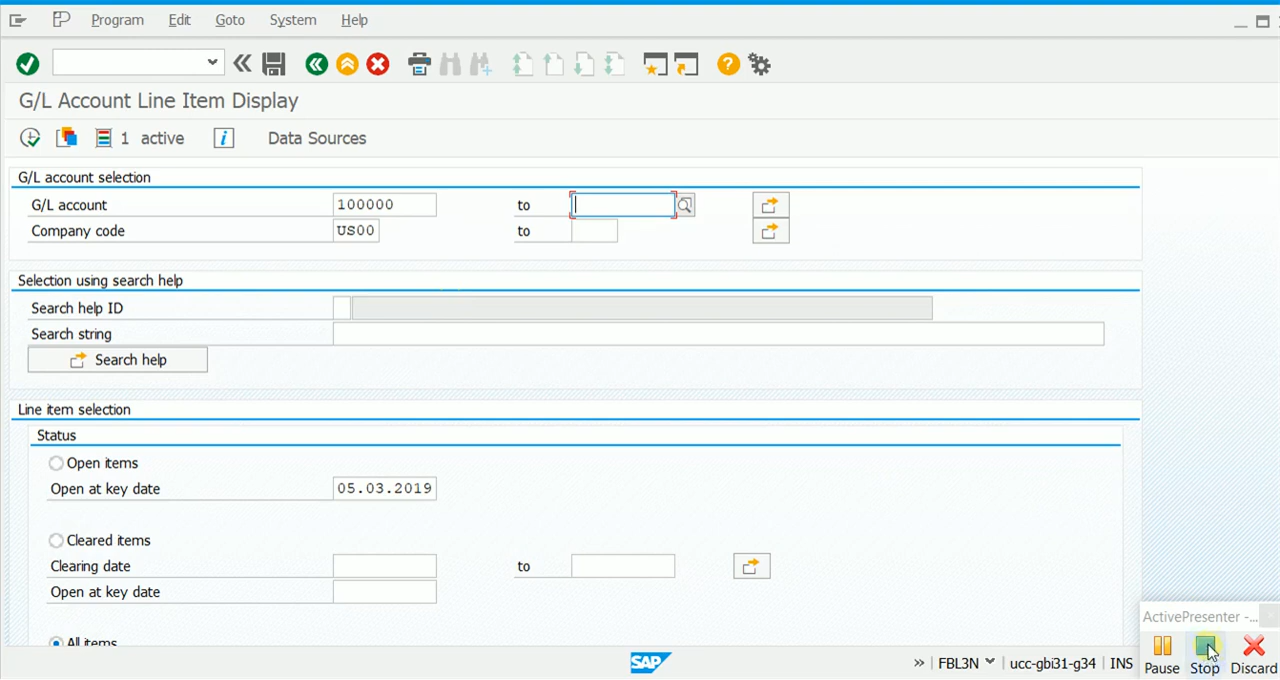 Program Edit Goto System Help
G/L Account Line Item Display
1 active Data Sources
G/L account selection
G/L account 100000 to
Company code US00 to
Selection using search help
Search help ID
Search string
Search help
Line item selection
Status
Open items
Open at key date 05.03.2019
Cleared items
Clearing date to
Open at key date
All items
ActivePresenter -...
Pause Stop Discard
SAP FBL3N ucc-gbi31-g34 INS